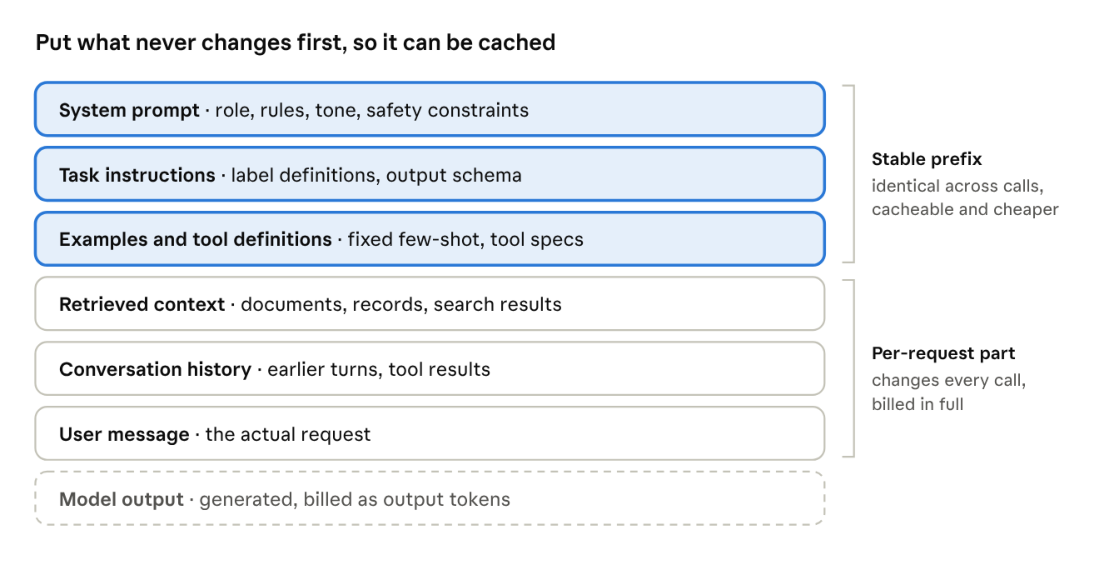 Put what never changes first, so it can be cached
System prompt · role, rules, tone, safety constraints
Task instructions · label definitions, output schema
Examples and tool definitions · fixed few-shot, tool specs
Stable prefix
identical across calls,
cacheable and cheaper
Retrieved context · documents, records, search results
Conversation history · earlier turns, tool results
User message · the actual request
Per-request part
changes every call,
billed in full
Model output · generated, billed as output tokens